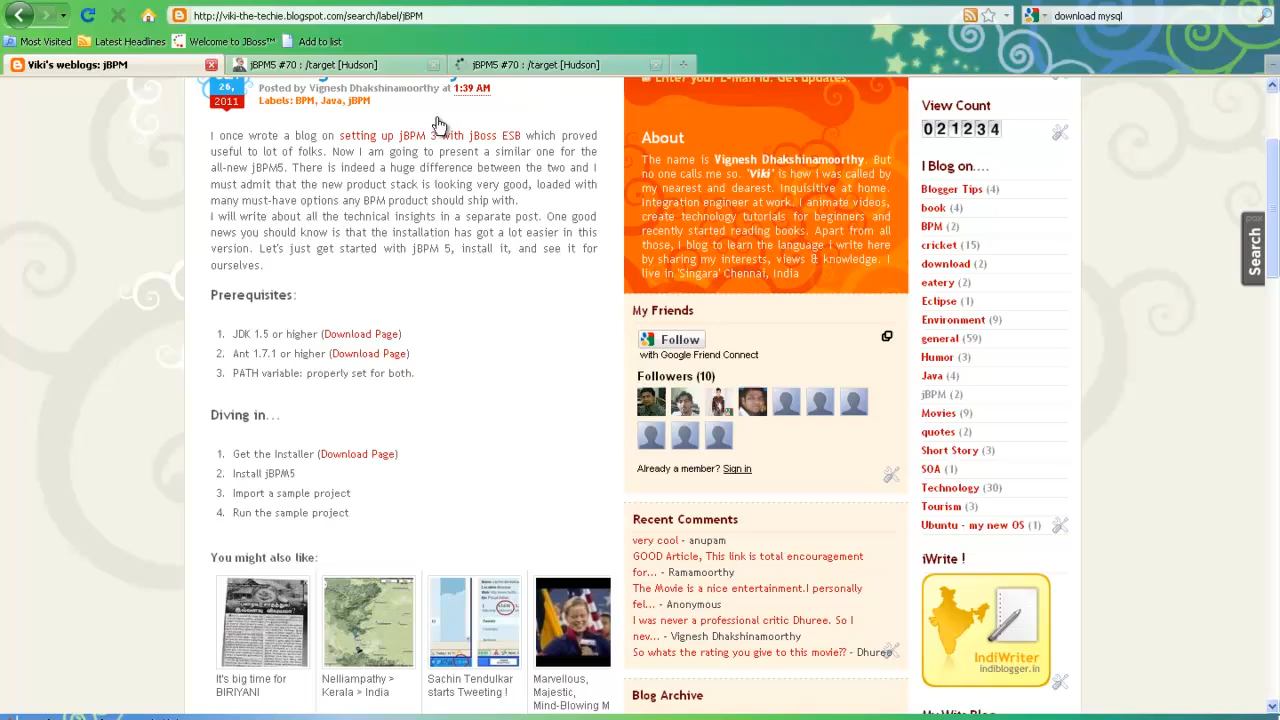 http://viki-the-techie.blogspot.com/search/label/jBPM
download mysql
Most Visited
Latest Headlines
Welcome to JBoss™
Add to list
Viki's weblogs: jBPM
jBPM5 #70 : /target [Hudson]
jBPM5 #70 : /target [Hudson]
26,
2011
Posted by Vignesh Dhakshinamoorthy at 1:39 AM
Labels: BPM, Java, jBPM
I once wrote a blog on setting up jBPM 3 with jBoss ESB which proved
useful to lot of folks. Now I am going to present a similar one for the
all-new jBPM5. There is indeed a huge difference between the two and I
must admit that the new product stack is looking very good, loaded with
many must-have options any BPM product should ship with.
I will write about all the technical insights in a separate post. One good
news you should know is that the installation has got a lot easier in this
version. Let's just get started with jBPM 5, install it, and see it for
ourselves.
Prerequisites:
1. JDK 1.5 or higher (Download Page)
2. Ant 1.7.1 or higher (Download Page)
3. PATH variable: properly set for both.
Diving in...
1. Get the Installer (Download Page)
2. Install jBPM5
3. Import a sample project
4. Run the sample project
You might also like:
It's big time for
BIRIYANI
Nelliampathy >
Kerala > India
Sachin Tendulkar
starts Tweeting !
Marvellous,
Majestic,
Mind-Blowing M
Enter your E-mail id. Get updates.
About
The name is Vignesh Dhakshinamoorthy. But
no one calls me so. 'Viki' is how i was called by
my nearest and dearest. Inquisitive at home.
Integration engineer at work. I animate videos,
create technology tutorials for beginners and
recently started reading books. Apart from all
those, I blog to learn the language i write here
by sharing my interests, views & knowledge. I
live in 'Singara' Chennai, India
My Friends
Follow
with Google Friend Connect
Followers (10)
Already a member? Sign in
Recent Comments
very cool - anupam
GOOD Article, This link is total encouragement
for... - Ramamoorthy
The Movie is a nice entertainment.I personally
fel... - Anonymous
I was never a professional critic Dhuree. So I
nev... - Vignesh Dhakshinamoorthy
So whats the rating you give to this movie?? - Dhuree
Blog Archive
View Count
021234
I Blog on....
Blogger Tips (4)
book (4)
BPM (2)
cricket (15)
download (2)
eatery (2)
Eclipse (1)
Environment (9)
general (59)
Humor (3)
Java (4)
jBPM (2)
Movies (9)
quotes (2)
Short Story (3)
SOA (1)
Technology (30)
Tourism (3)
Ubuntu - my new OS (1)
iWrite !
IndiWriter
indiblogger.in
Search